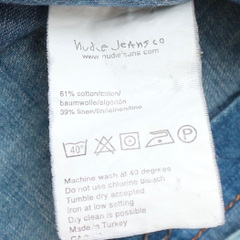 nudie jeans co
www.nudiejeans.com
61% cotton/coton/
baumwolle/algodon
39% linen/lin/leinen/lino
40°
Machine wash at 40 degrees
Do not use chlorine bleach
Tumble dry accepted
Iron at low setting
Dry clean is possible
Made in Turkey